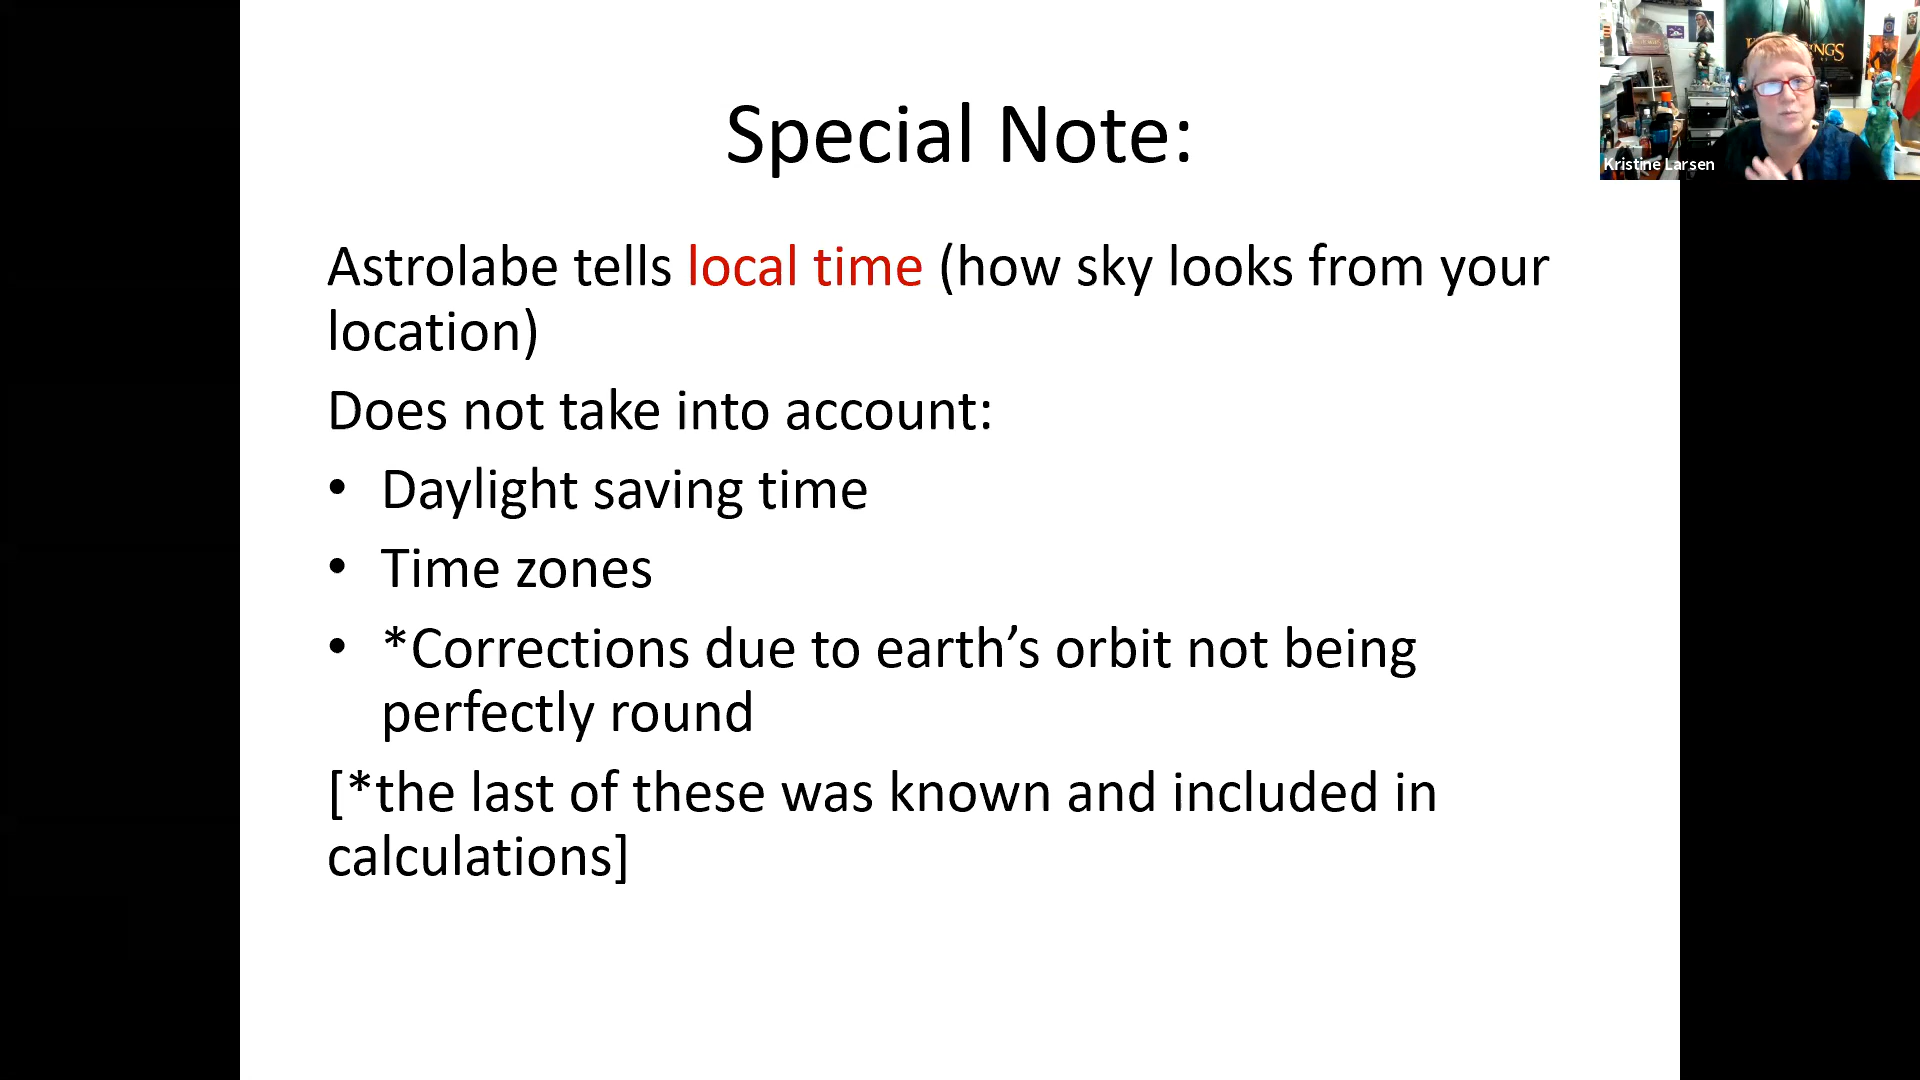 Special Note:
Astrolabe tells local time (how sky looks from your
location)
Does not take into account:
• Daylight saving time
• Time zones
• *Corrections due to earth’s orbit not being
perfectly round
[*the last of these was known and included in
calculations]
Kristine Larsen